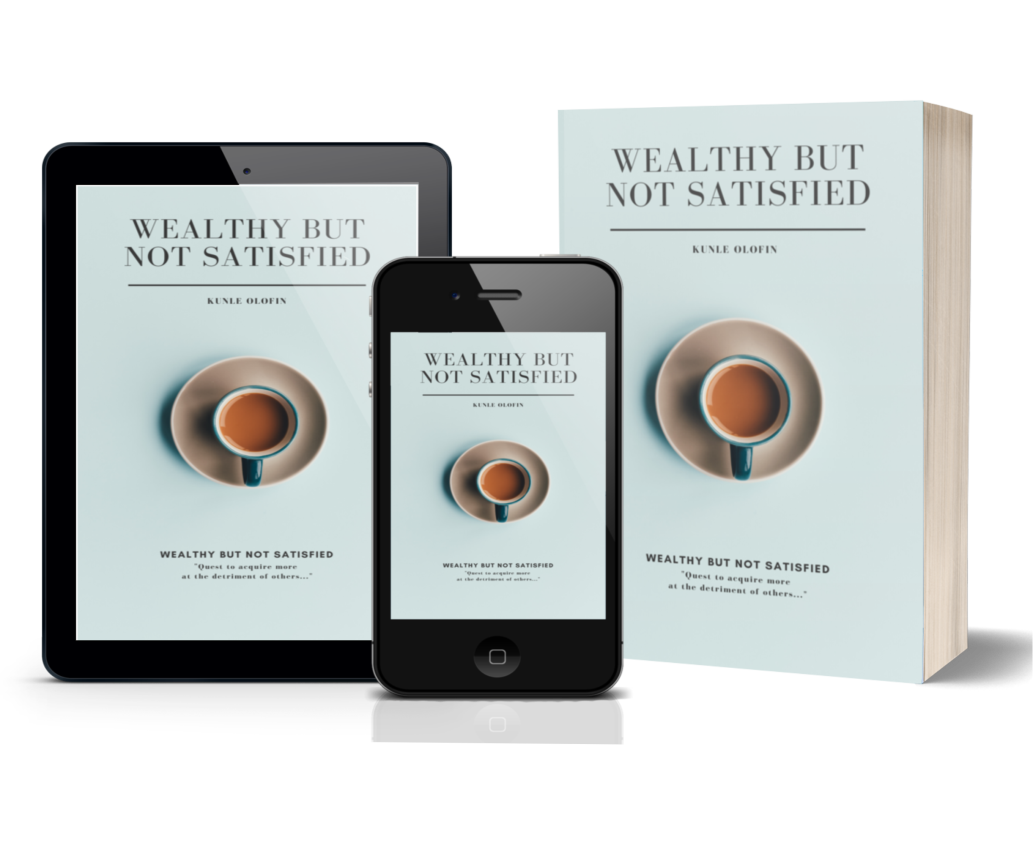 WEALTHY BUT
NOT SATISFIED
KUNLE OLOFIN
WEALTHY BUT NOT SATISFIED
"Quest to acquire more
at the detriment of others..."
WEALTHY BUT
NOT SATISFIED
KUNLE OLOFIN
WEALTHY BUT NOT SATISFIED
"Quest to acquire more
at the detriment of others..."
WEALTHY BUT
NOT SATISFIED
KUNLE OLOFIN
WEALTHY BUT NOT SATISFIED
"Quest to acquire more
at the detriment of others..."